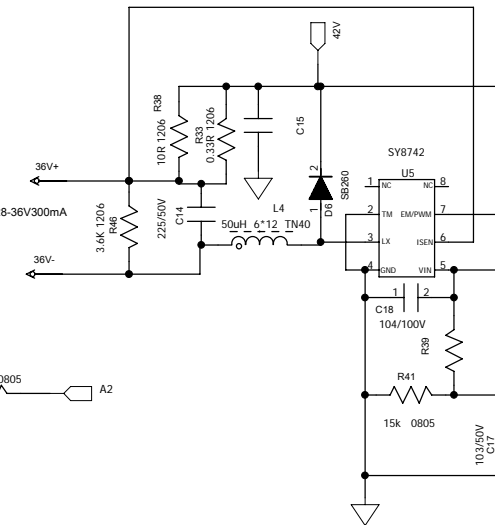 42V
R38
10R 1206
R33
0.33R 1206
C15
SY8742
U5
SB260
D6
2
1
1 NC
NC 8
2 TM
EM/PWM 7
3 LX
ISEN 6
4 GND
VIN 5
36V+
28-36V300mA
3.6K 1206
R46
225/50V
C14
L4
50uH 6*12 TN40
36V-
1 2
C18
104/100V
R39
R41
15k 0805
0805
A2
103/50V
C17